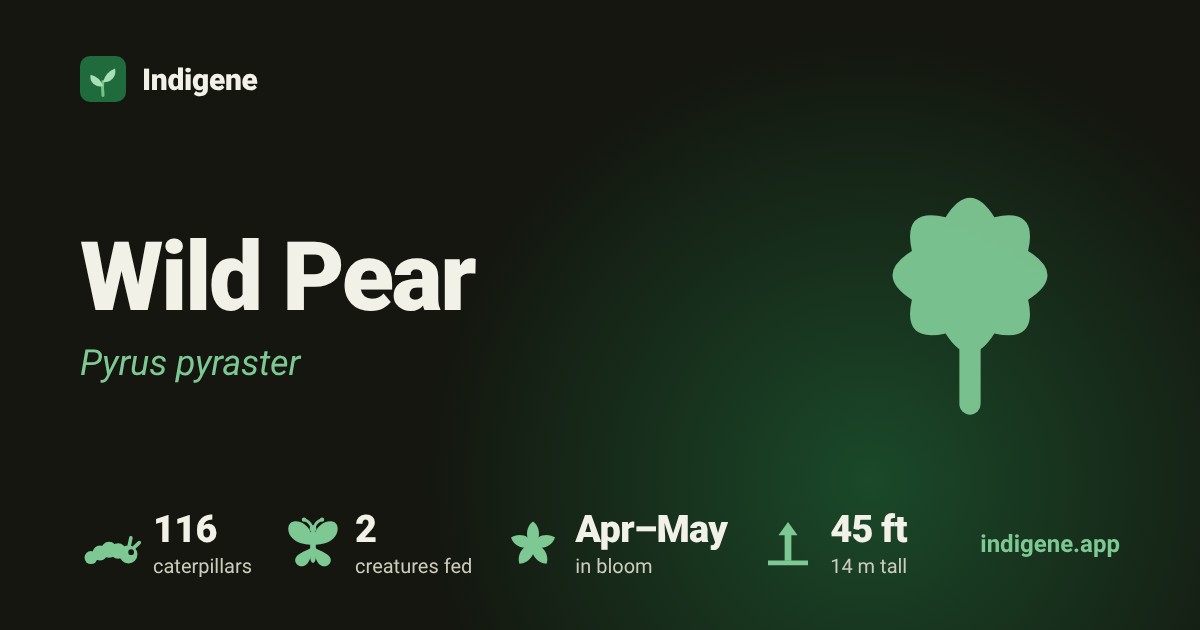 Indigene
Wild Pear
Pyrus pyraster
116
caterpillars
2
creatures fed
Apr–May
in bloom
45 ft
14 m tall
indigene.app